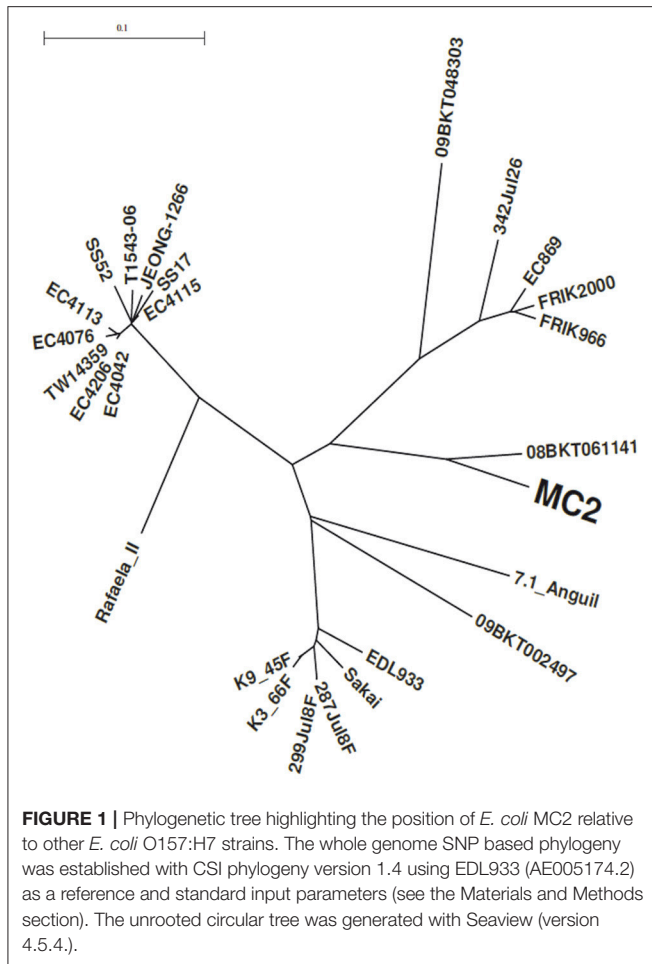 0.1
09BKT048303
342Jul26
EC869
FRIK2000
FRIK966
SS52
T1543-06
JEONG-1266
SS17
EC4115
EC4113
EC4076
TW14359
EC4206
EC4042
08BKT061141
MC2
Rafaela_II
7.1_Anguil
09BKT002497
EDL933
Sakai
K9_45F
K3_66F
299Jul8F
287Jul8F
FIGURE 1 | Phylogenetic tree highlighting the position of E. coli MC2 relative
to other E. coli O157:H7 strains. The whole genome SNP based phylogeny
was established with CSI phylogeny version 1.4 using EDL933 (AE005174.2)
as a reference and standard input parameters (see the Materials and Methods
section). The unrooted circular tree was generated with Seaview (version
4.5.4.).